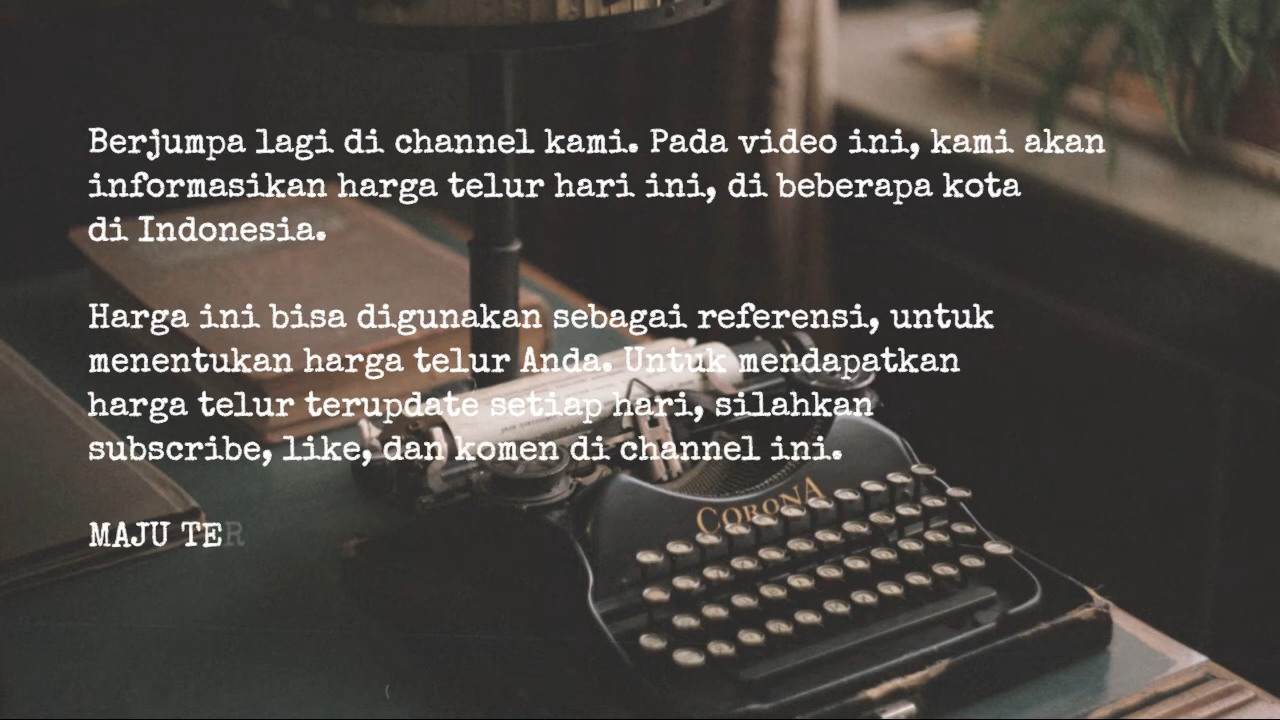 Berjumpa lagi di channel kami. Pada video ini, kami akan
informasikan harga telur hari ini, di beberapa kota
di Indonesia.
Harga ini bisa digunakan sebagai referensi, untuk
menentukan harga telur Anda. Untuk mendapatkan
harga telur terupdate setiap hari, silahkan
subscribe, like, dan komen di channel ini.
MAJU TER
CORONA